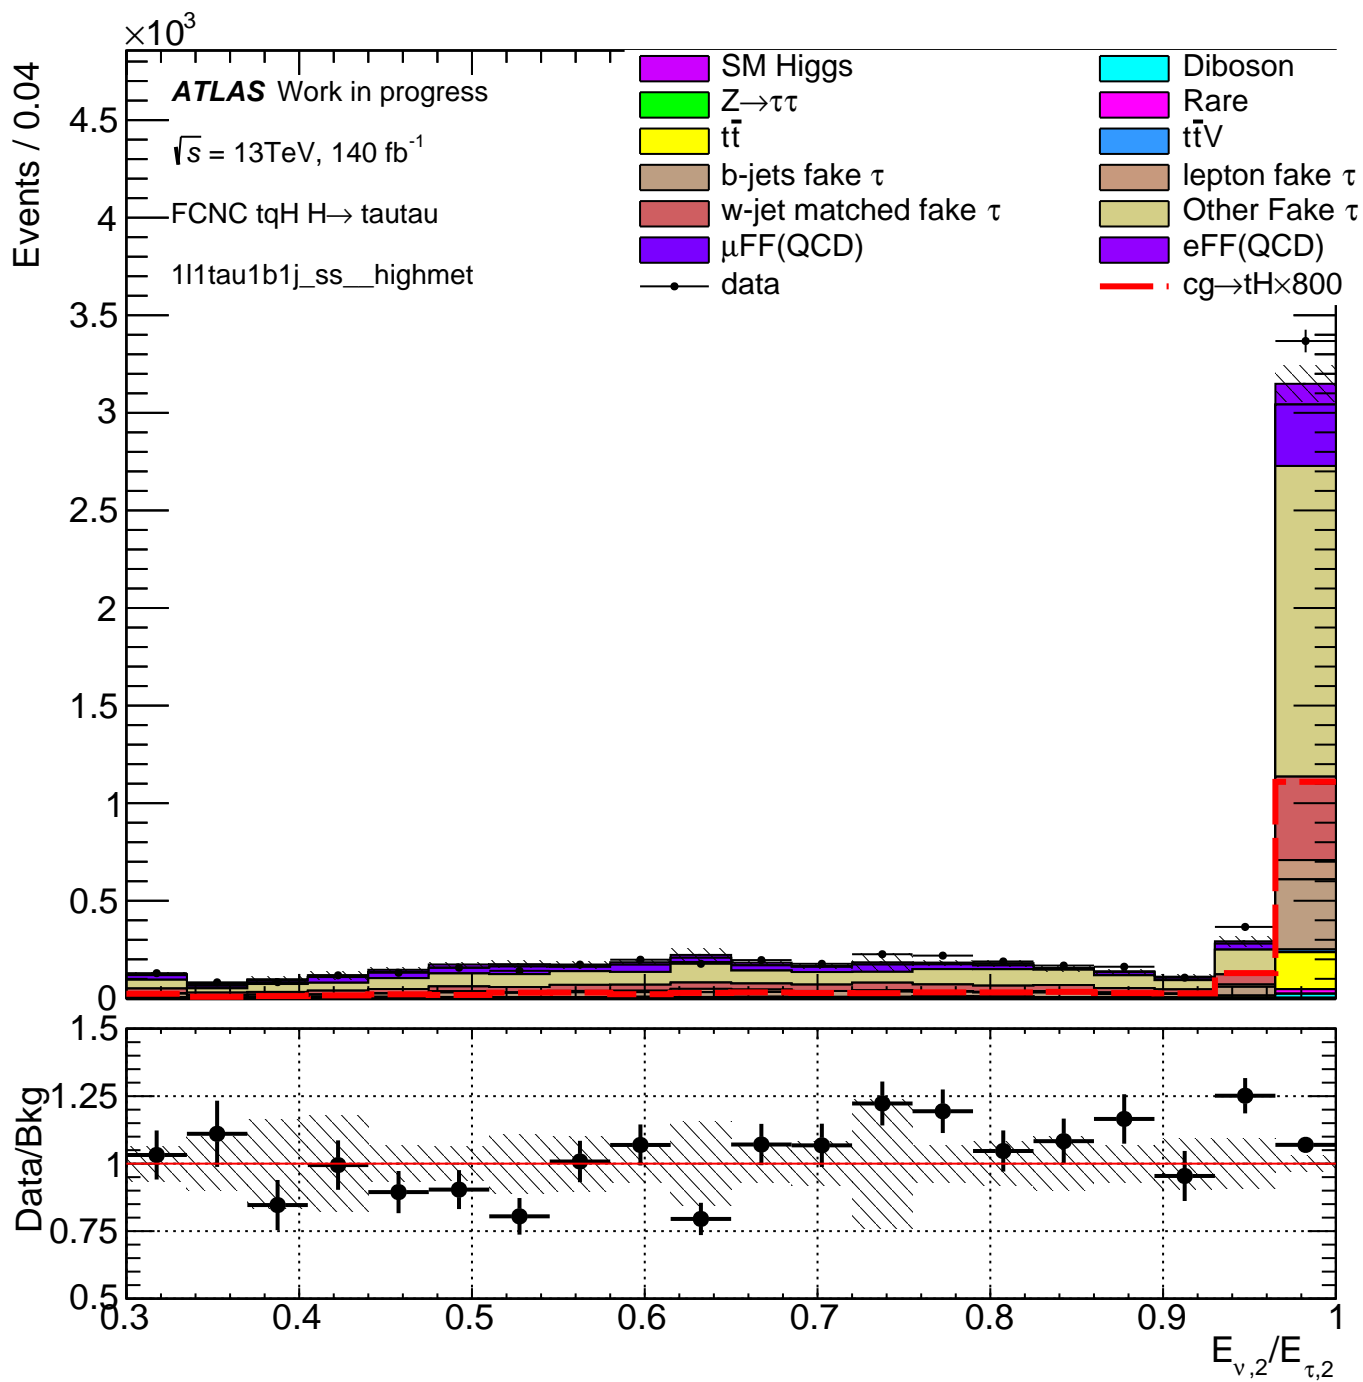 ×10³
Events / 0.04
ATLAS Work in progress
√s = 13TeV, 140 fb⁻¹
FCNC tqH H→ tautau
1l1tau1b1j_ss__highmet
SM Higgs
Diboson
Z→ττ
Rare
tt̄
tt̄V
b-jets fake τ
lepton fake τ
w-jet matched fake τ
Other Fake τ
μFF(QCD)
eFF(QCD)
data
cg→tH×800
4.5
4
3.5
3
2.5
2
1.5
1
0.5
0
Data/Bkg
1.5
1.25
1
0.75
0.5
0.3 0.4 0.5 0.6 0.7 0.8 0.9 1
E_ν,2/E_τ,2